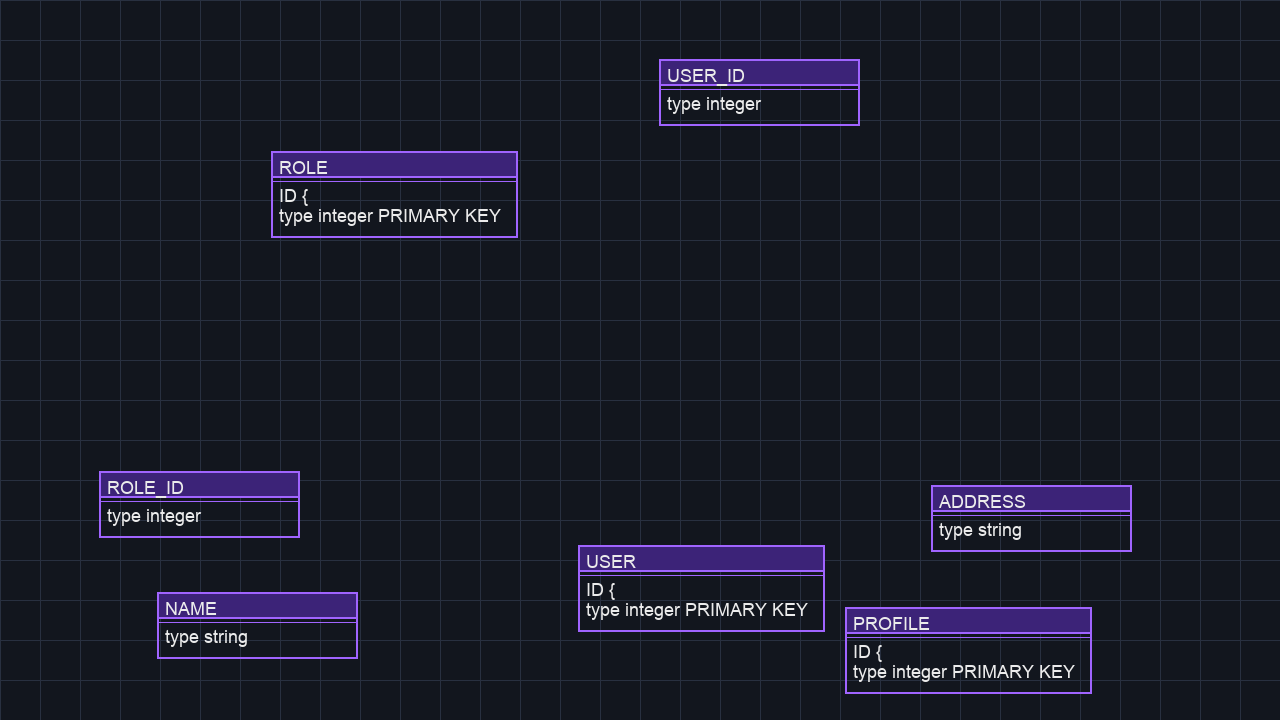 USER_ID
type integer
ROLE
ID {
type integer PRIMARY KEY
ROLE_ID
type integer
ADDRESS
type string
USER
ID {
type integer PRIMARY KEY
NAME
type string
PROFILE
ID {
type integer PRIMARY KEY